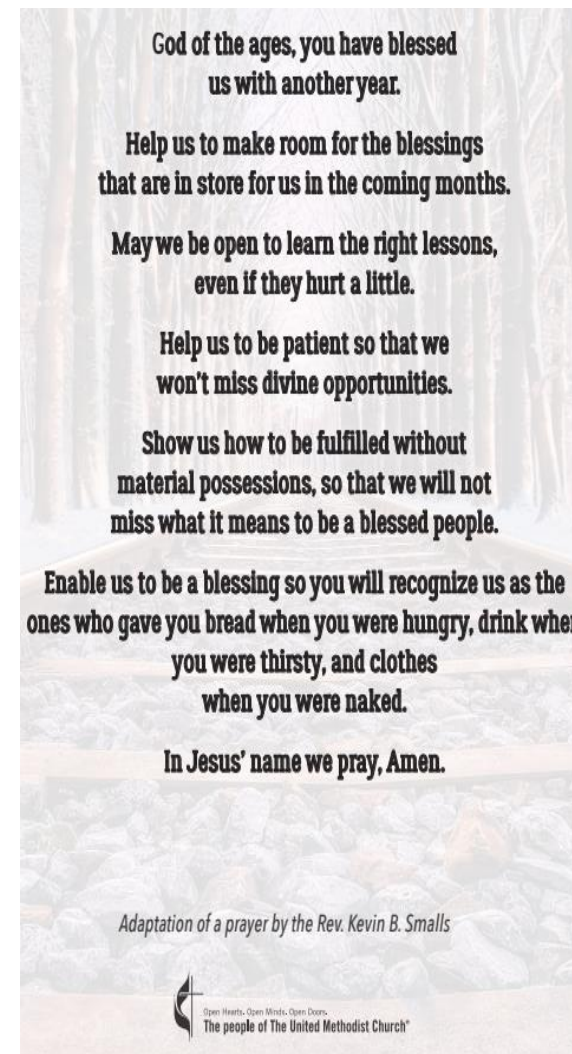 God of the ages, you have blessed
us with another year.
Help us to make room for the blessings
that are in store for us in the coming months.
May we be open to learn the right lessons,
even if they hurt a little.
Help us to be patient so that we
won't miss divine opportunities.
Show us how to be fulfilled without
material possessions, so that we will not
miss what it means to be a blessed people.
Enable us to be a blessing so you will recognize us as the
ones who gave you bread when you were hungry, drink when
you were thirsty, and clothes
when you were naked.
In Jesus' name we pray, Amen.
Adaptation of a prayer by the Rev. Kevin B. Smalls
Open Hearts. Open Minds. Open Doors.
The people of The United Methodist Church®